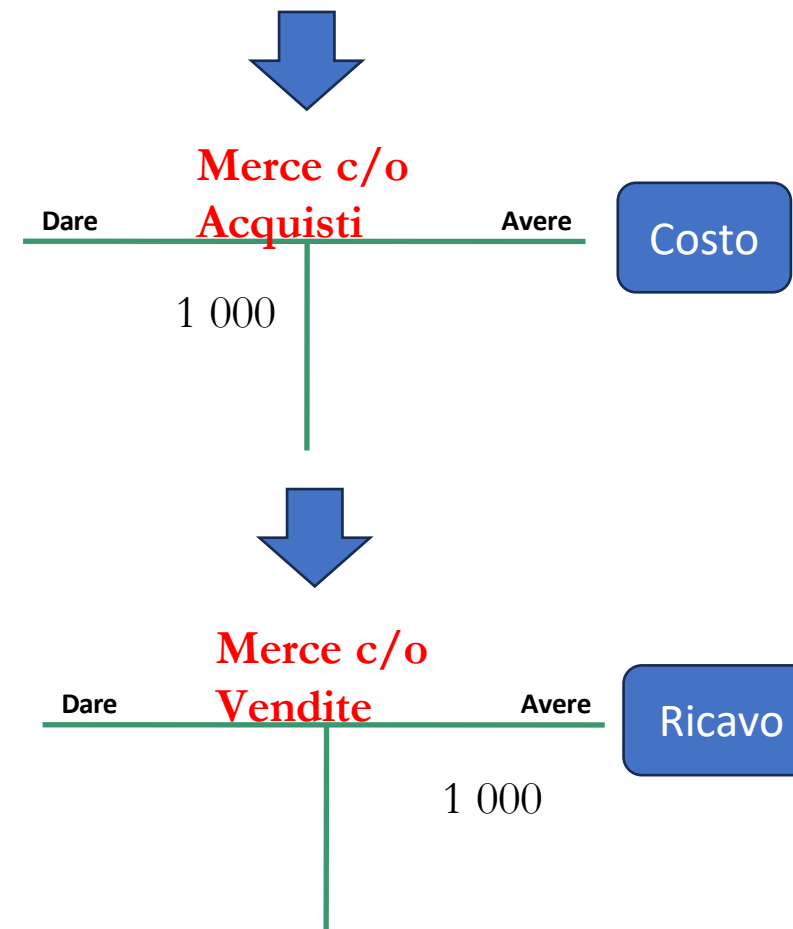 Merce c/o
Dare Acquisti Avere Costo
1 000
Merce c/o
Dare Vendite Avere Ricavo
1 000